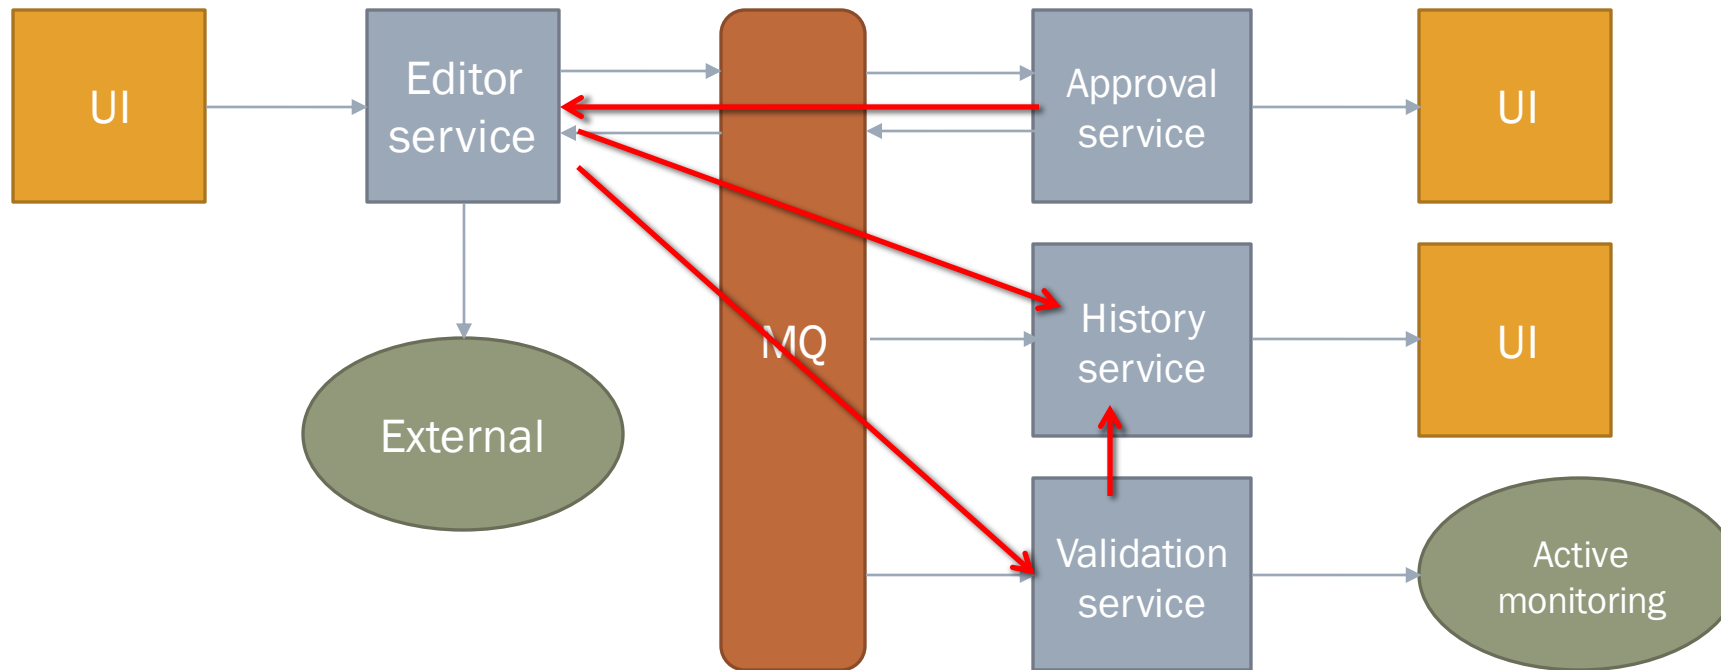 UI
Editor
service
Approval
service
UI
MQ
History
service
UI
External
Validation
service
Active
monitoring